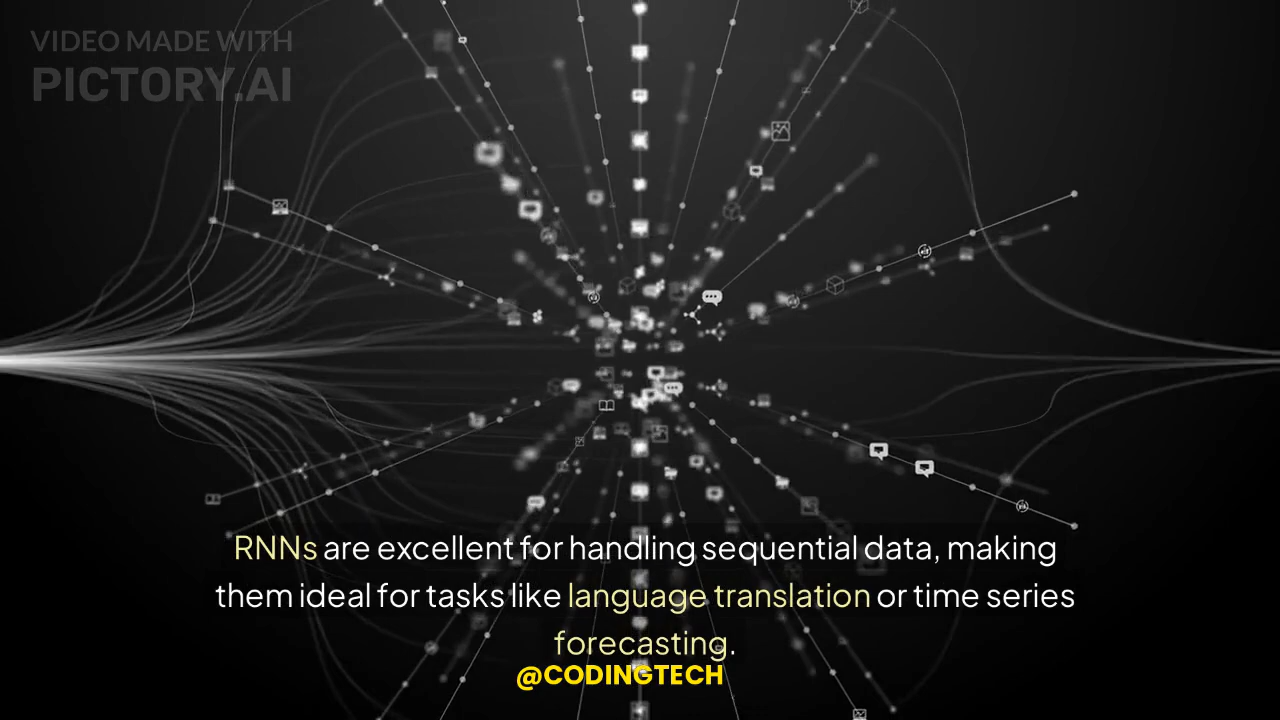 VIDEO MADE WITH
PICTORY.AI
RNNs are excellent for handling sequential data, making
them ideal for tasks like language translation or time series
forecasting.
@CODINGTECH